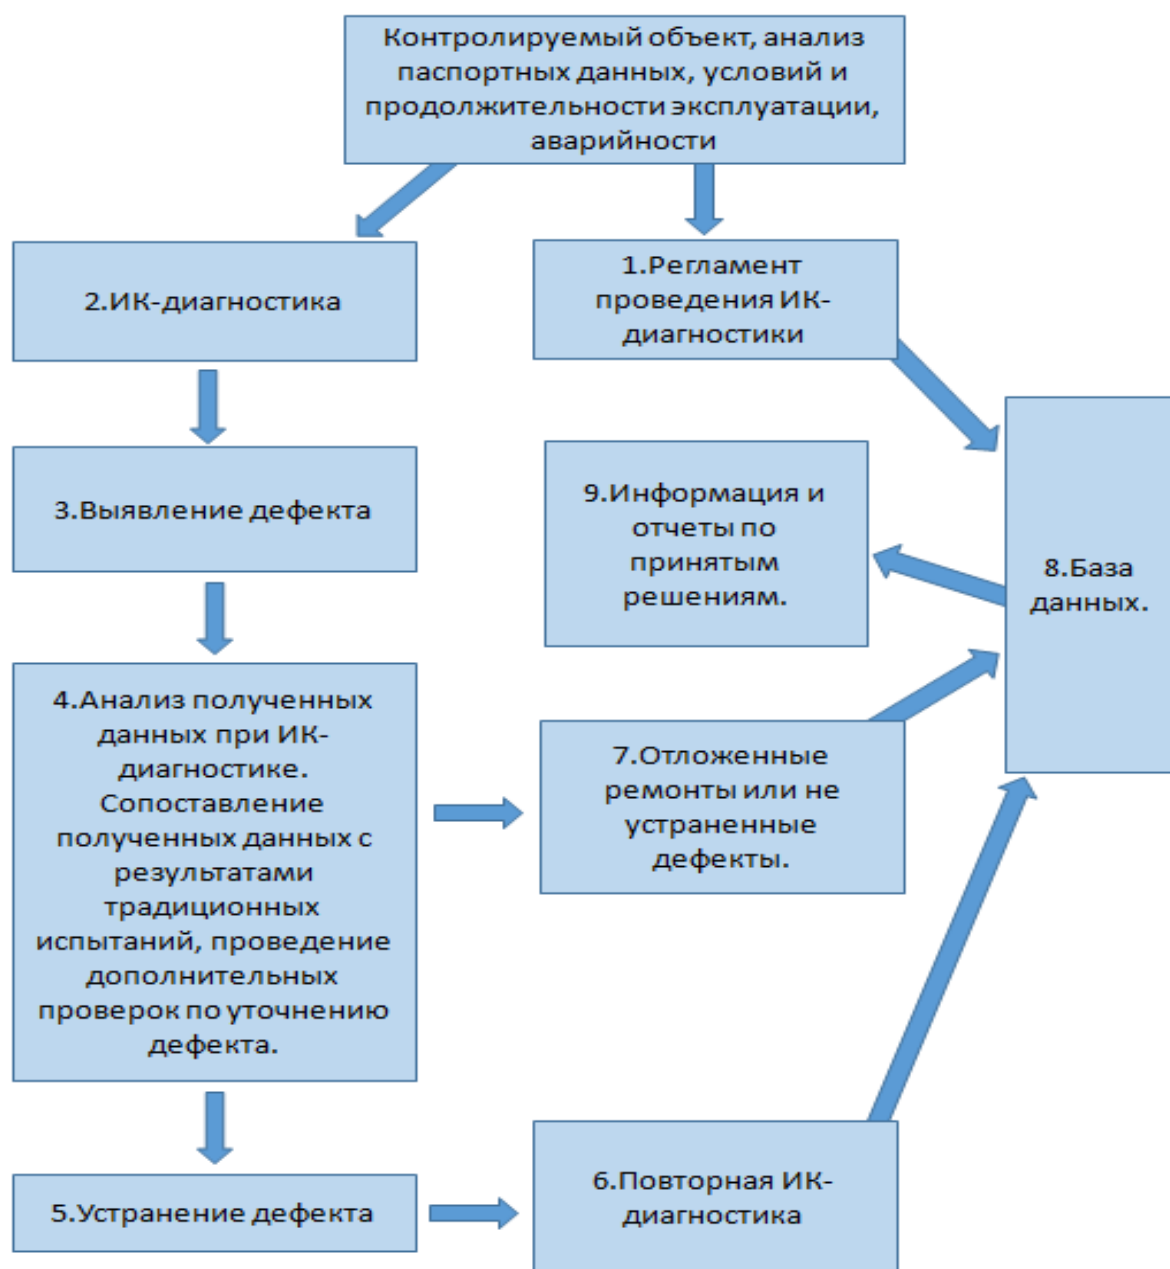 Контролируемый объект, анализ
паспортных данных, условий и
продолжительности эксплуатации,
аварийности
2.ИК-диагностика
1.Регламент
проведения ИК-
диагностики
3.Выявление дефекта
9.Информация и
отчеты по
принятым
решениям.
8.База
данных.
4.Анализ полученных
данных при ИК-
диагностике.
Сопоставление
полученных данных с
результатами
традиционных
испытаний, проведение
дополнительных
проверок по уточнению
дефекта.
7.Отложенные
ремонты или не
устраненные
дефекты.
5.Устранение дефекта
6.Повторная ИК-
диагностика